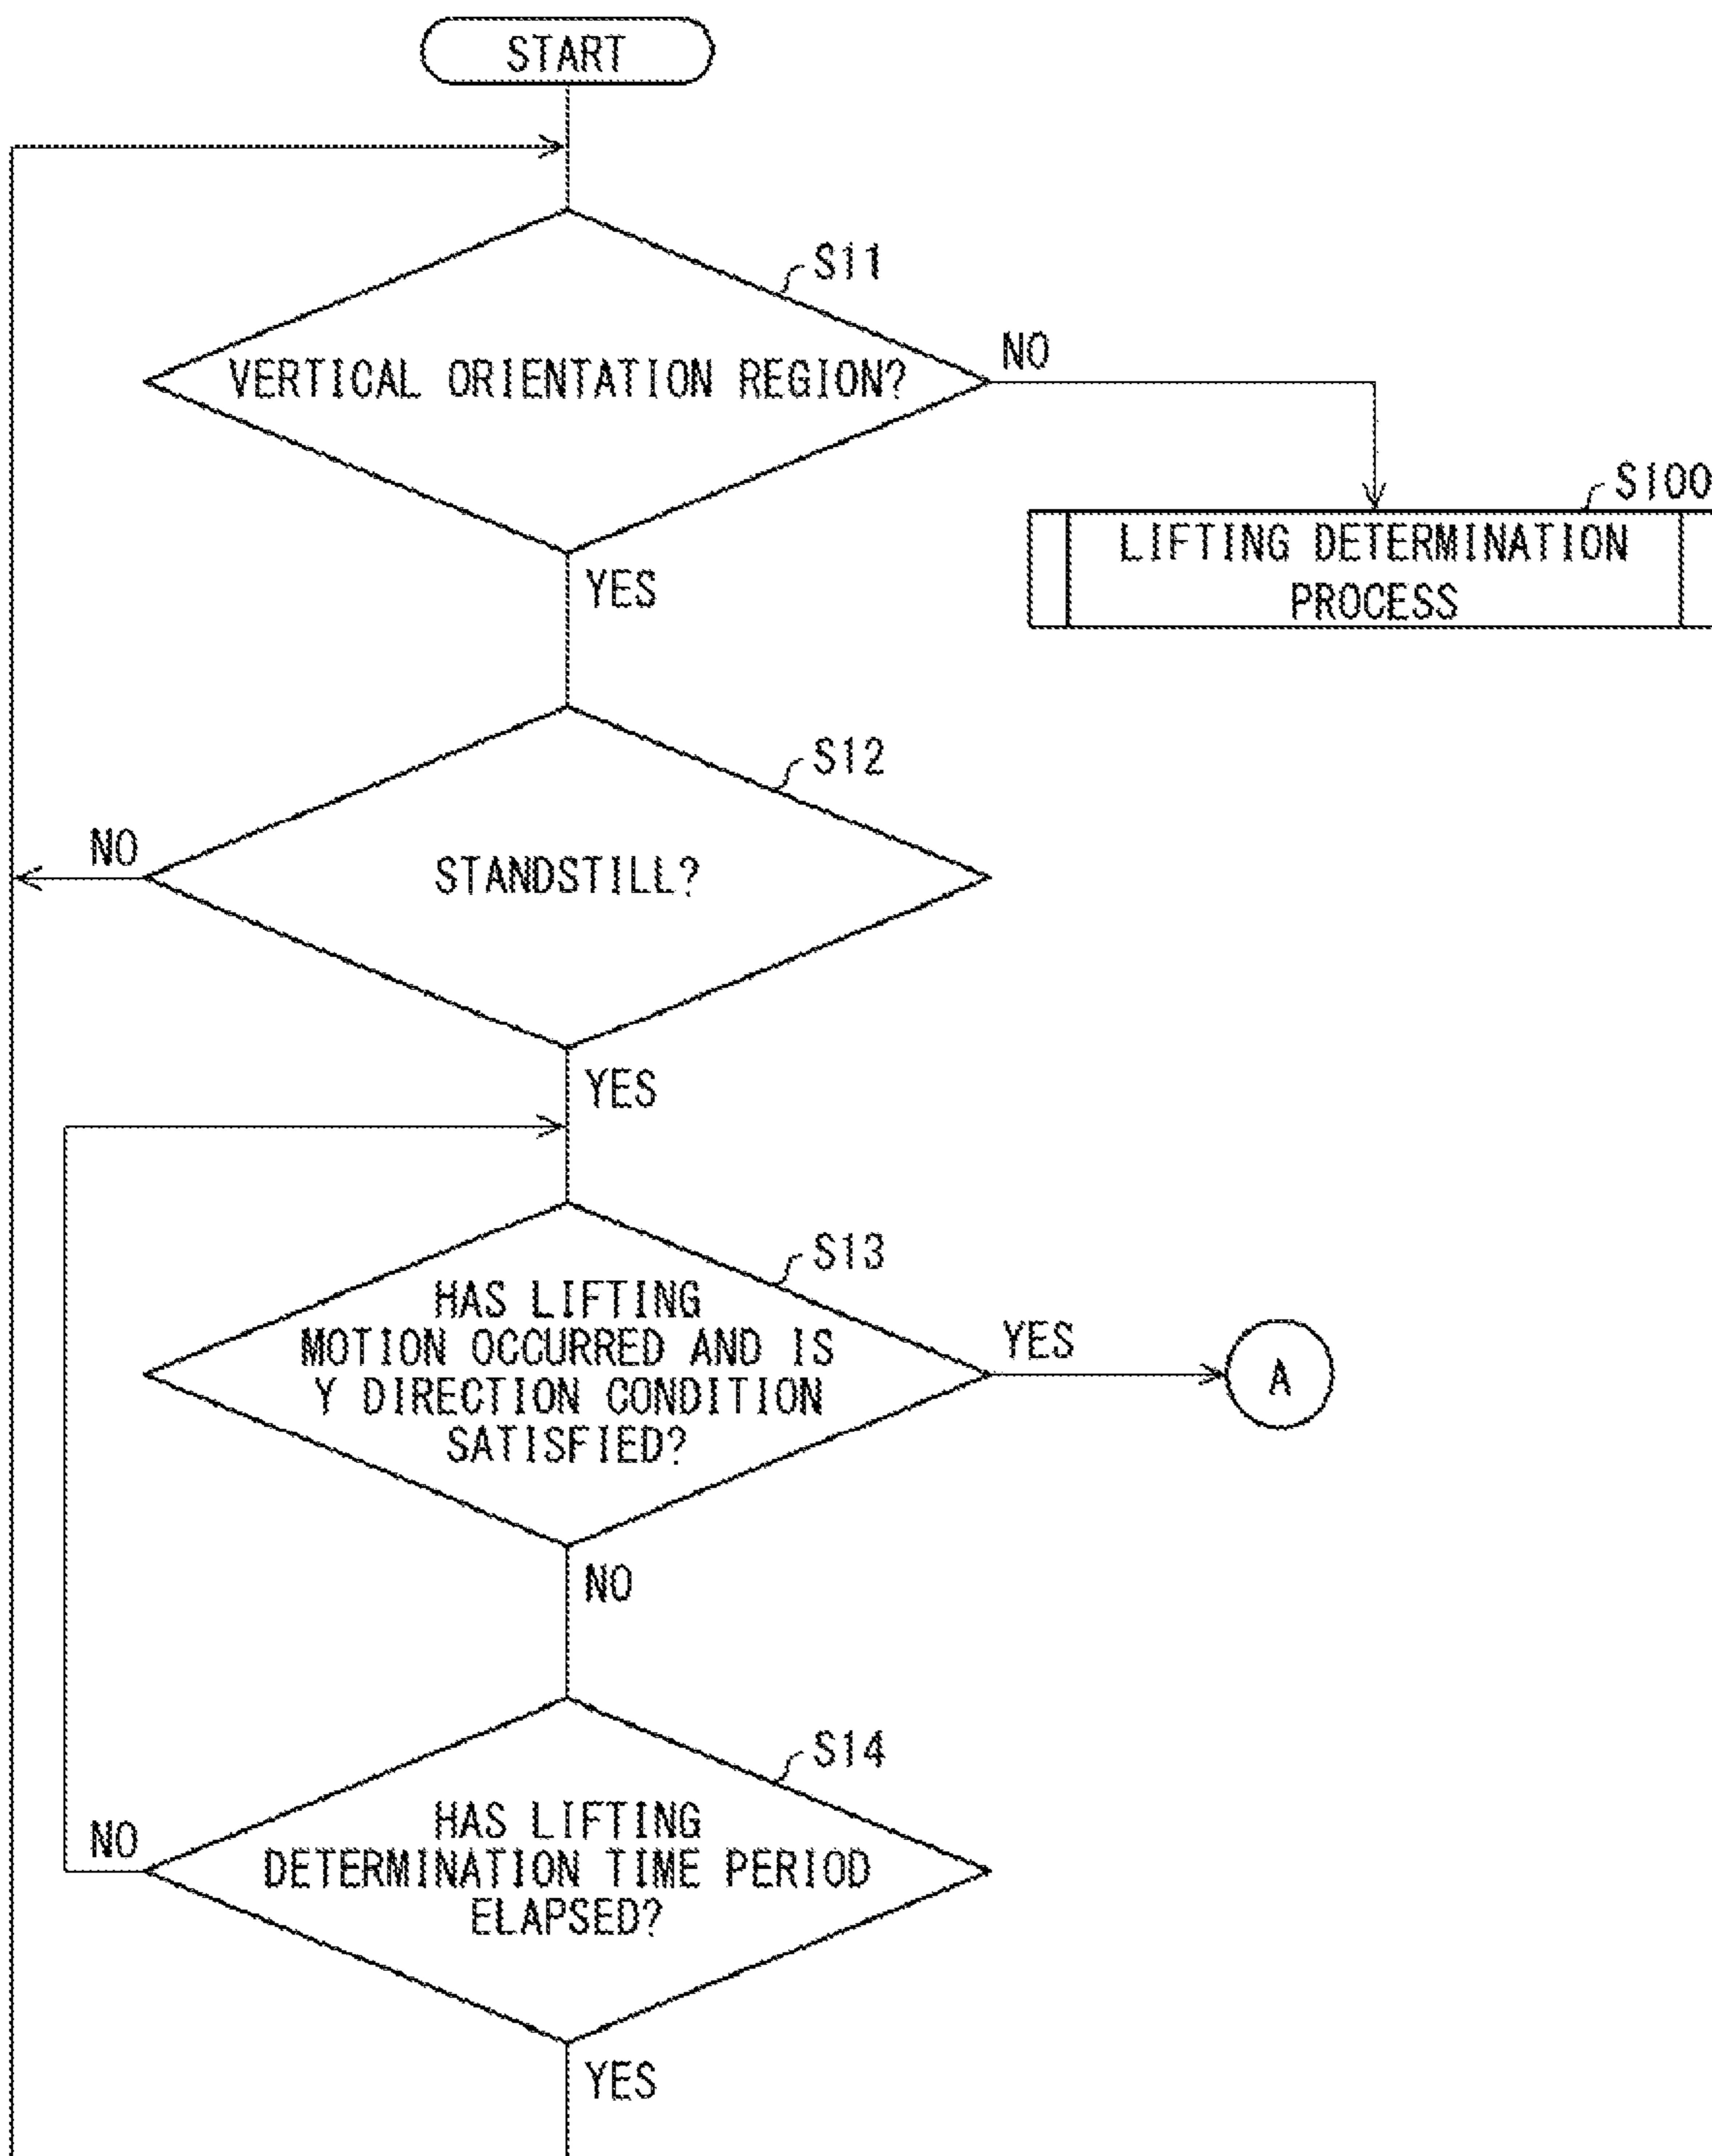 START
S11
VERTICAL ORIENTATION REGION?
NO
S100
LIFTING DETERMINATION
PROCESS
YES
S12
NO
STANDSTILL?
YES
S13
HAS LIFTING
MOTION OCCURRED AND IS
Y DIRECTION CONDITION
SATISFIED?
YES
A
NO
S14
NO
HAS LIFTING
DETERMINATION TIME PERIOD
ELAPSED?
YES